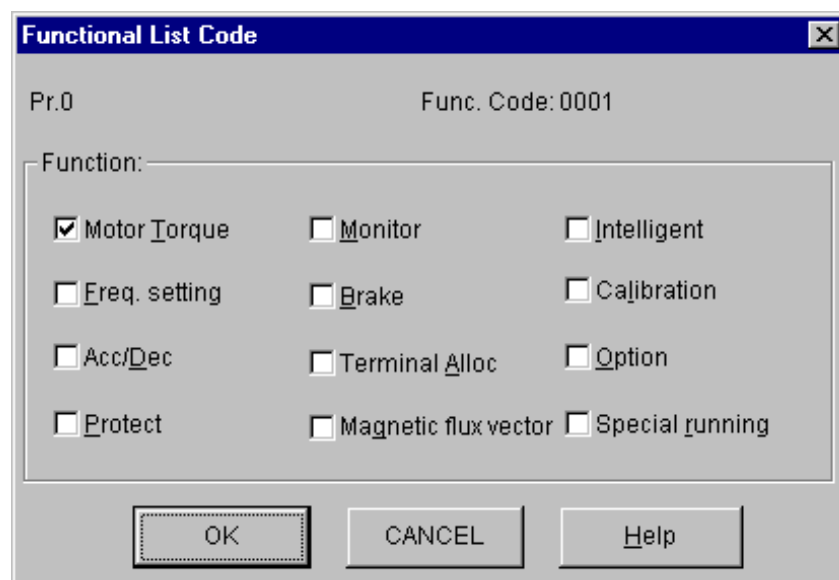 Functional List Code
Pr.0 Func. Code: 0001
Function:
Motor Torque Monitor Intelligent
Freq. setting Brake Calibration
Acc/Dec Terminal Alloc Option
Protect Magnetic flux vector Special running
OK CANCEL Help